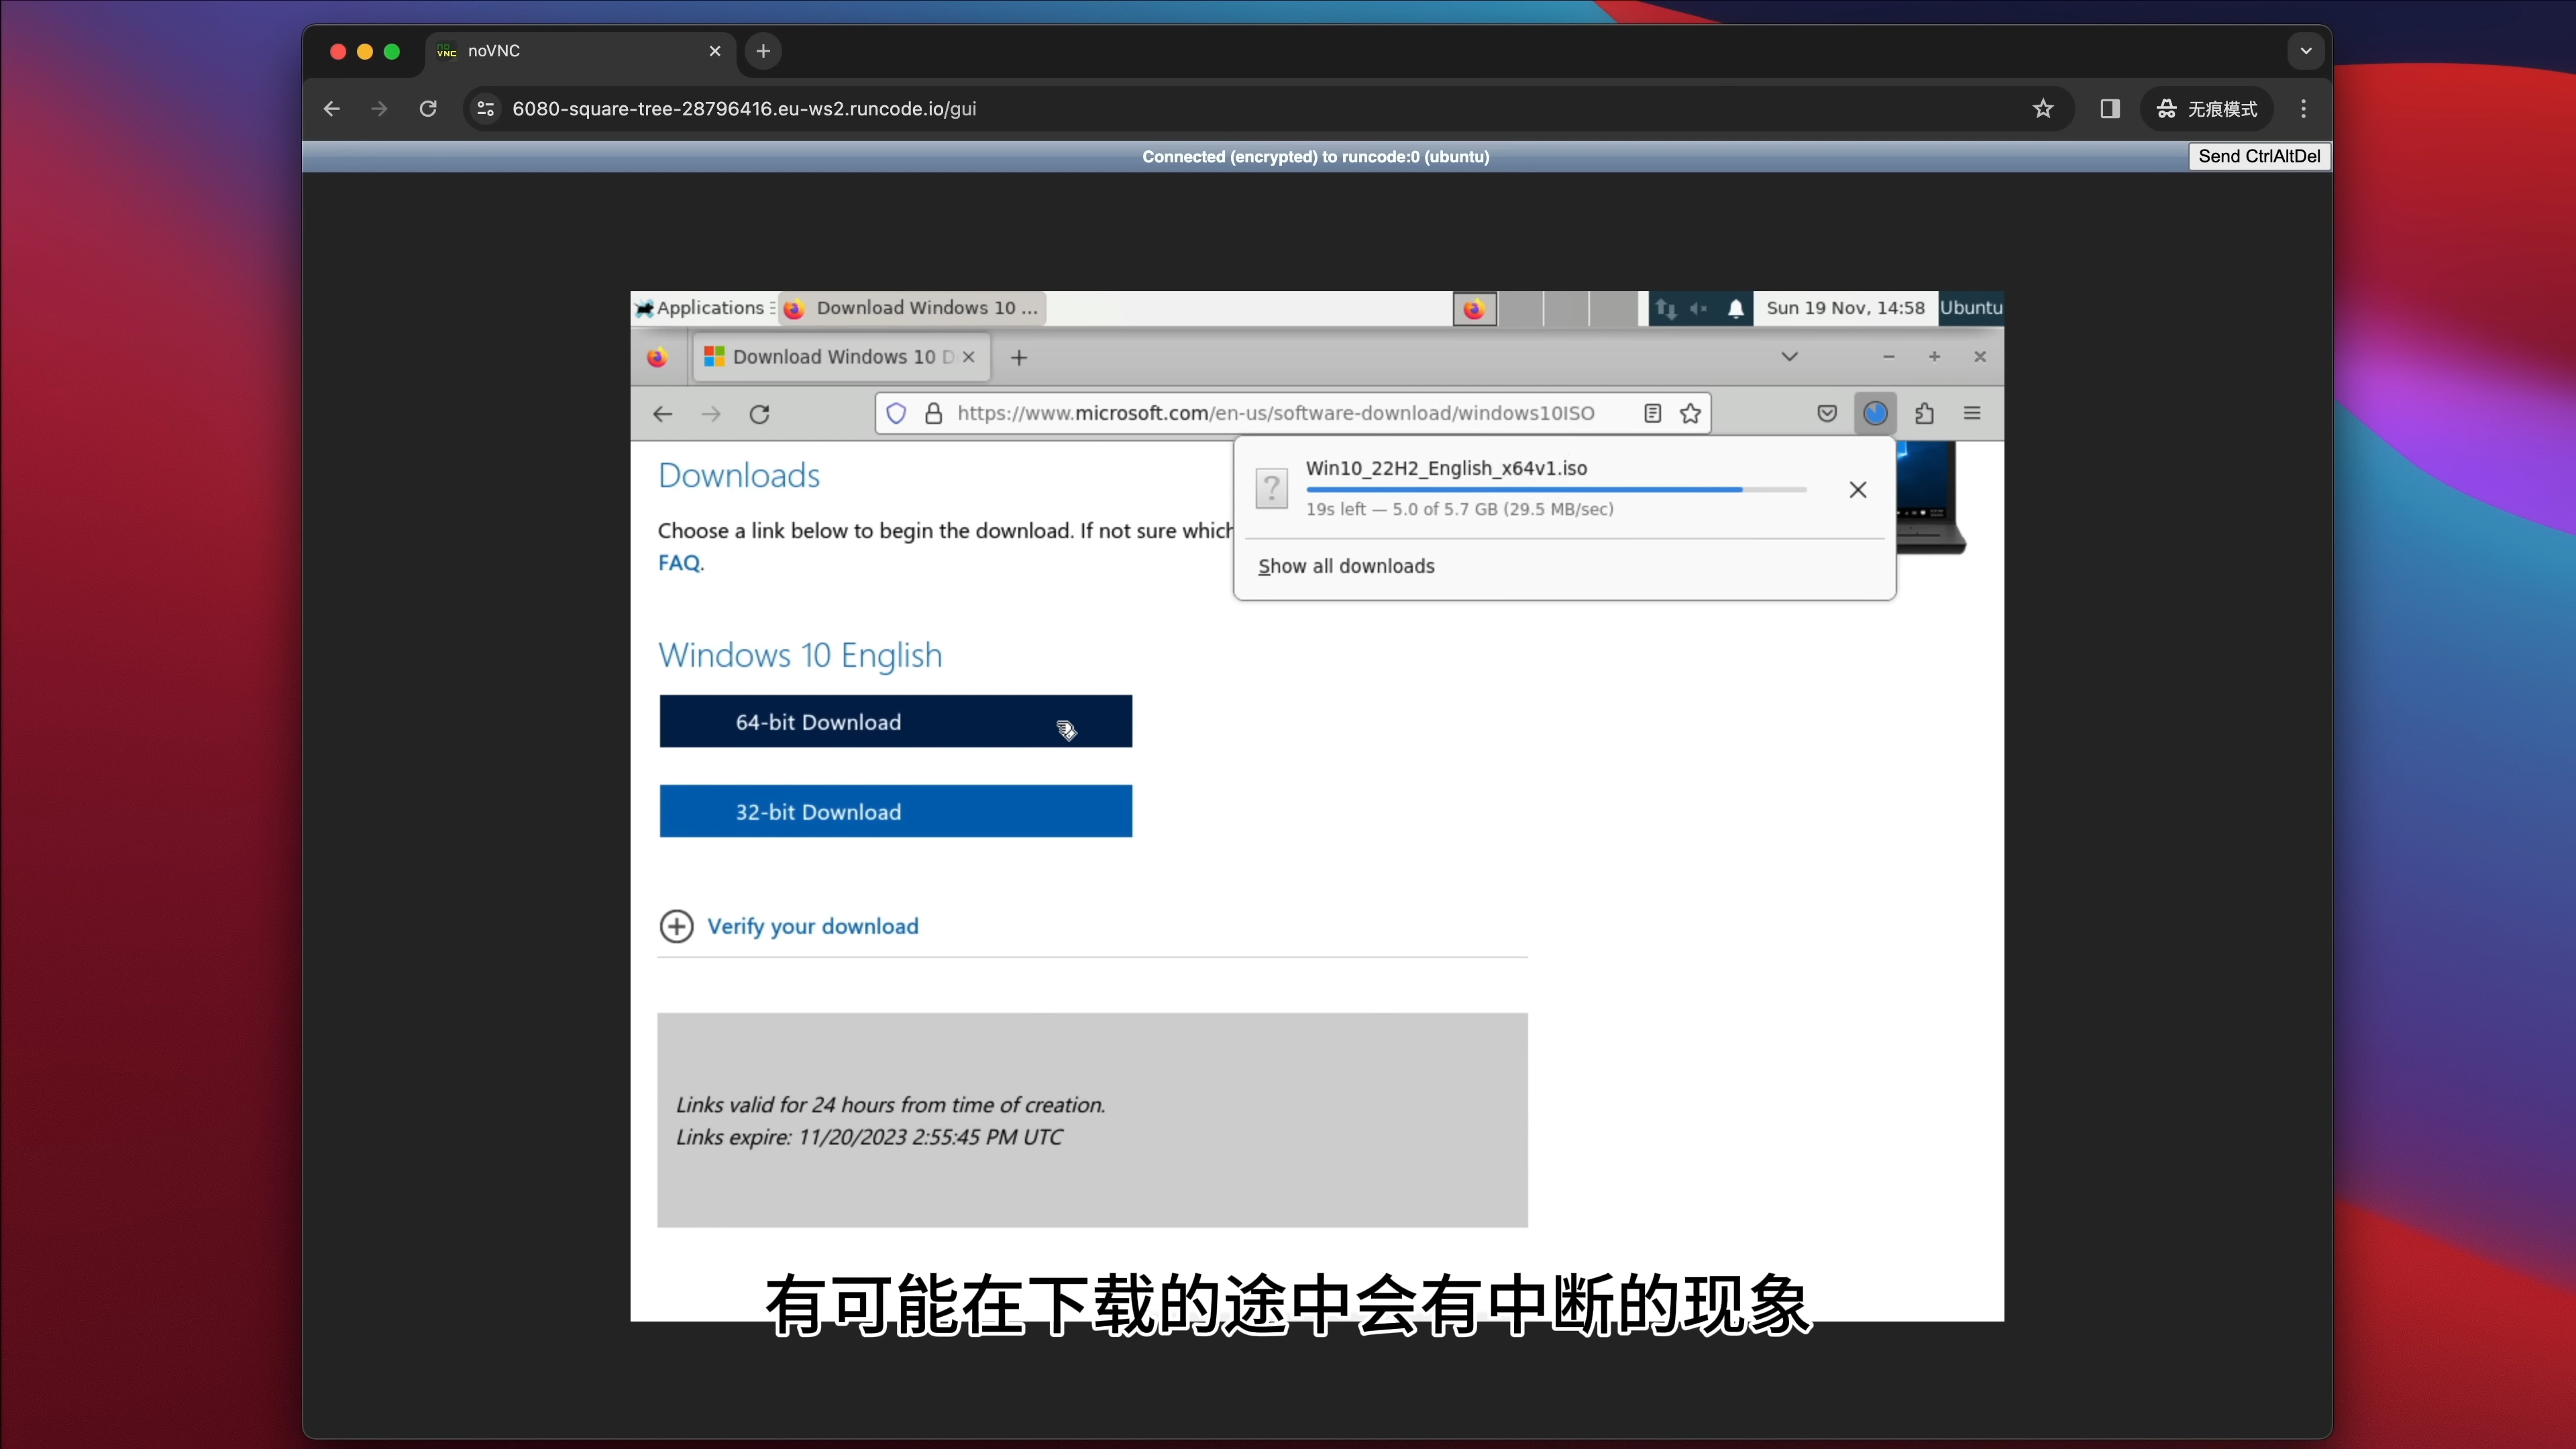 noVNC
6080-square-tree-28796416.eu-ws2.runcode.io/gui
无痕模式
Connected (encrypted) to runcode:0 (ubuntu)
Send CtrlAltDel
Applications
Download Windows 10 ...
Sun 19 Nov, 14:58
Ubuntu
Download Windows 10 D
https://www.microsoft.com/en-us/software-download/windows10ISO
Win10_22H2_English_x64v1.iso
19s left — 5.0 of 5.7 GB (29.5 MB/sec)
Show all downloads
Downloads
Choose a link below to begin the download. If not sure which
FAQ.
Windows 10 English
64-bit Download
32-bit Download
Verify your download
Links valid for 24 hours from time of creation.
Links expire: 11/20/2023 2:55:45 PM UTC
有可能在下载的途中会有中断的现象